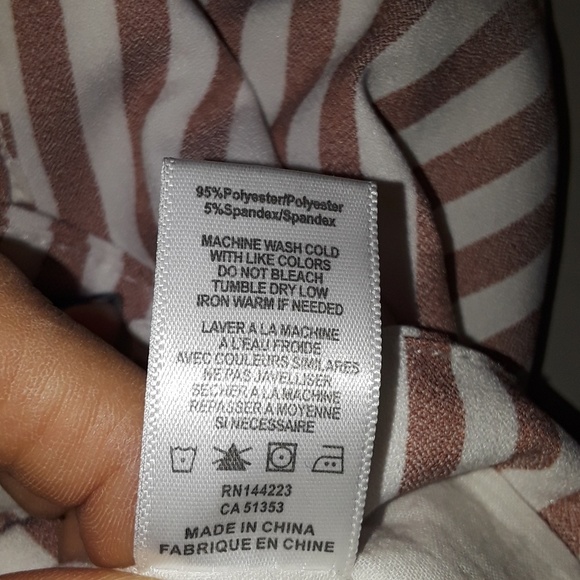 95%Polyester/Polyester
5%Spandex/Spandex
MACHINE WASH COLD
WITH LIKE COLORS
DO NOT BLEACH
TUMBLE DRY LOW
IRON WARM IF NEEDED
LAVER A LA MACHINE
A L'EAU FROIDE
AVEC COULEURS SIMILARES
NE PAS JAVELLISER
SECHER A LA MACHINE
REPASSER A MOYENNE
SI NECESSAIRE
RN144223
CA 51353
MADE IN CHINA
FABRIQUE EN CHINE